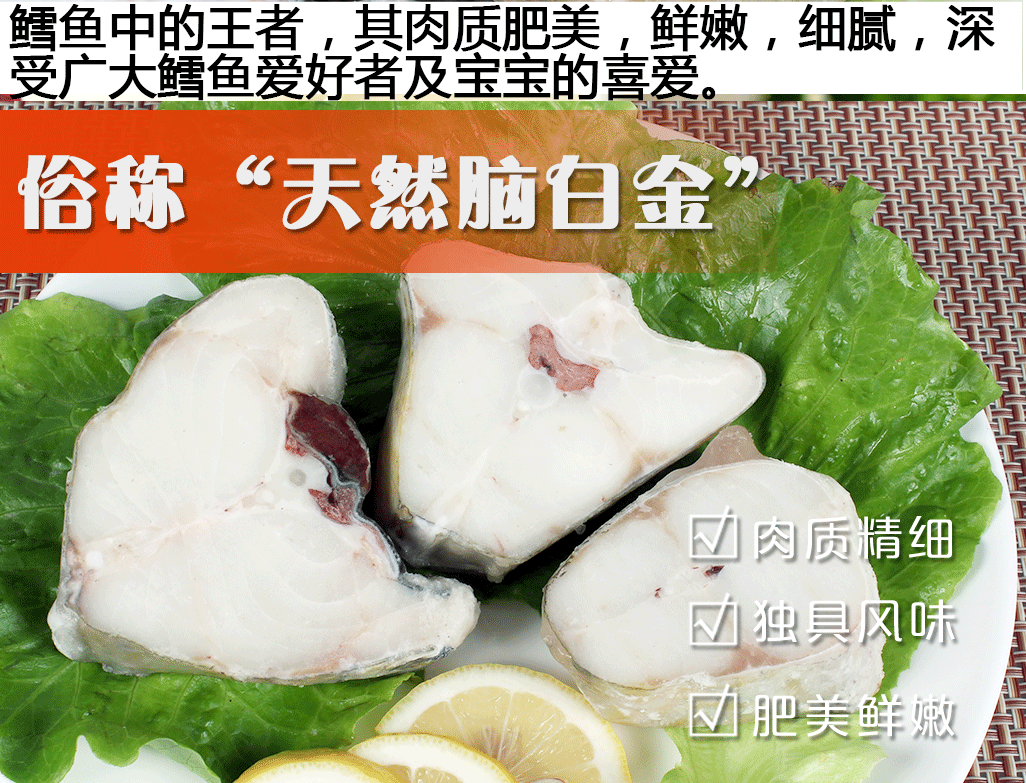 鳕鱼中的王者，其肉质肥美，鲜嫩，细腻，深
受广大鳕鱼爱好者及宝宝的喜爱。
俗称“天然脑白金”
肉质精细
独具风味
肥美鲜嫩